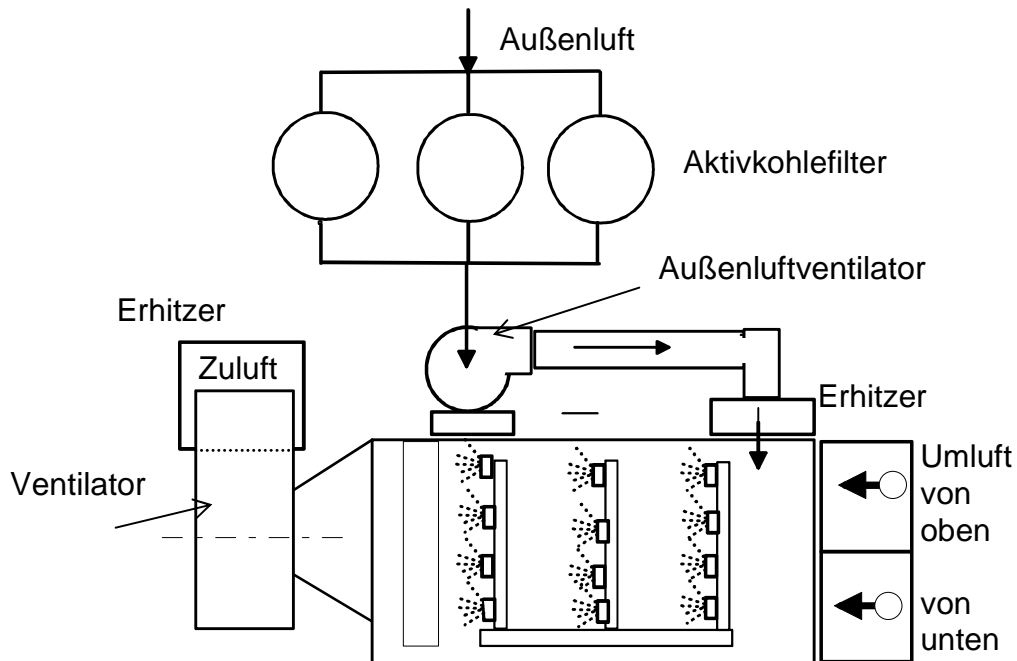 Außenluft
Aktivkohlefilter
Außenluftventilator
Erhitzer
Zuluft
Erhitzer
Ventilator
Umluft
von
oben
von
unten